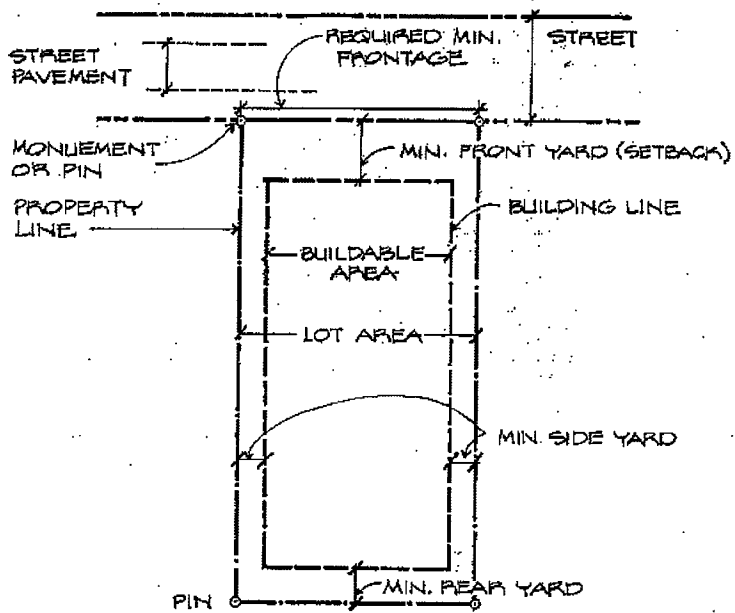 REQUIRED MIN.
FRONTAGE
STREET
STREET
PAVEMENT
MONUEMENT
OR PIN
MIN. FRONT YARD (SETBACK)
PROPERTY
LINE
BUILDING LINE
BUILDABLE
AREA
LOT AREA
MIN. SIDE YARD
MIN. REAR YARD
PIN